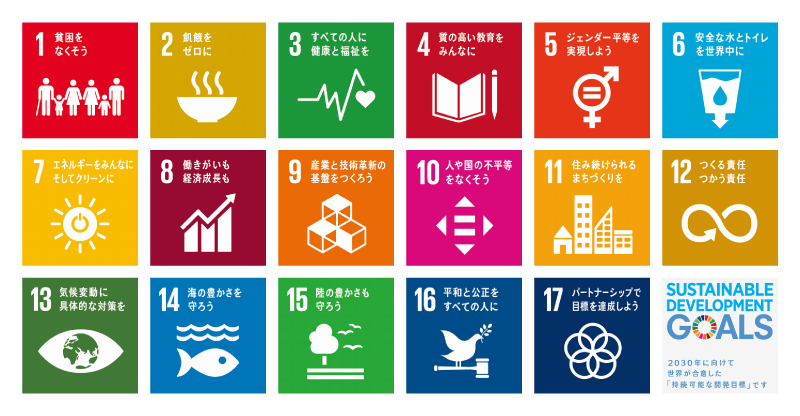 1 貧困を
なくそう
2 飢餓を
ゼロに
3 すべての人に
健康と福祉を
4 質の高い教育を
みんなに
5 ジェンダー平等を
実現しよう
6 安全な水とトイレ
を世界中に
7 エネルギーをみんなに
そしてクリーンに
8 働きがいも
経済成長も
9 産業と技術革新の
基盤をつくろう
10 人や国の不平等
をなくそう
11 住み続けられる
まちづくりを
12 つくる責任
つかう責任
13 気候変動に
具体的な対策を
14 海の豊かさを
守ろう
15 陸の豊かさも
守ろう
16 平和と公正を
すべての人に
17 パートナーシップで
目標を達成しよう
SUSTAINABLE
DEVELOPMENT
GOALS
2030年に向けて
世界が合意した
「持続可能な開発目標」です